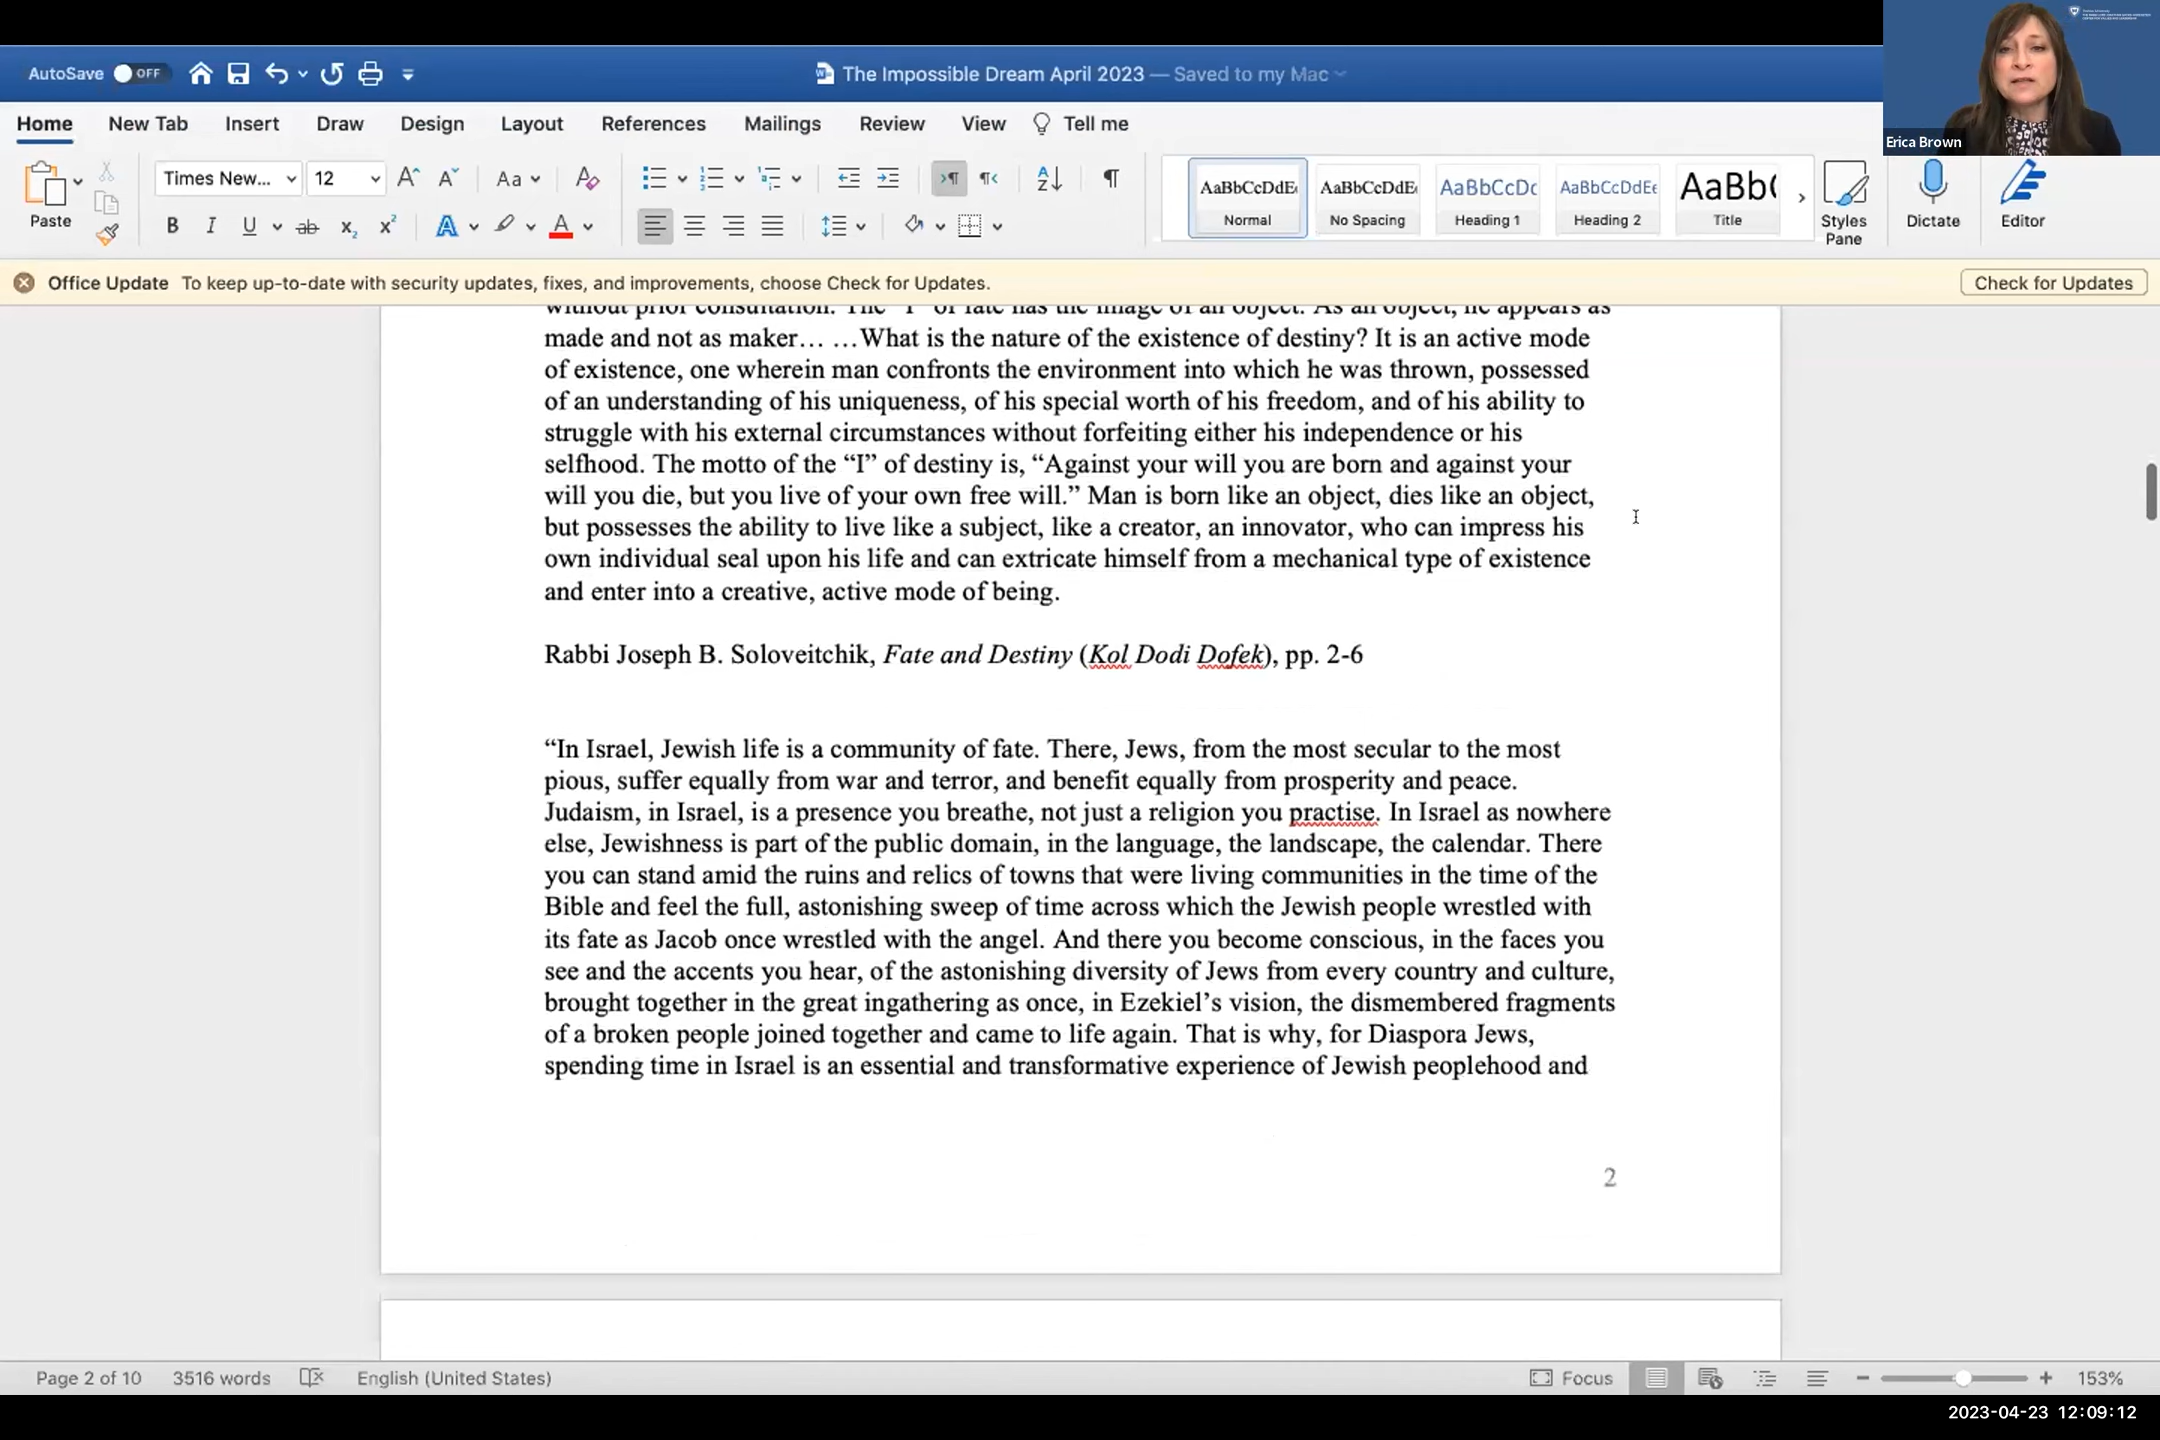 AutoSave OFF
The Impossible Dream April 2023 — Saved to my Mac
Home New Tab Insert Draw Design Layout References Mailings Review View Tell me
Erica Brown
Paste
Times New... 12
Aa
AaBbCcDdEe Normal
AaBbCcDdEe No Spacing
AaBbCcDc Heading 1
AaBbCcDdEe Heading 2
AaBb( Title
Styles Pane
Dictate
Editor
Office Update To keep up-to-date with security updates, fixes, and improvements, choose Check for Updates.
Check for Updates
without prior consultation. The “I” of fate has the image of an object. As an object, he appears as
made and not as maker… …What is the nature of the existence of destiny? It is an active mode
of existence, one wherein man confronts the environment into which he was thrown, possessed
of an understanding of his uniqueness, of his special worth of his freedom, and of his ability to
struggle with his external circumstances without forfeiting either his independence or his
selfhood. The motto of the “I” of destiny is, “Against your will you are born and against your
will you die, but you live of your own free will.” Man is born like an object, dies like an object,
but possesses the ability to live like a subject, like a creator, an innovator, who can impress his
own individual seal upon his life and can extricate himself from a mechanical type of existence
and enter into a creative, active mode of being.
Rabbi Joseph B. Soloveitchik, Fate and Destiny (Kol Dodi Dofek), pp. 2-6
“In Israel, Jewish life is a community of fate. There, Jews, from the most secular to the most
pious, suffer equally from war and terror, and benefit equally from prosperity and peace.
Judaism, in Israel, is a presence you breathe, not just a religion you practise. In Israel as nowhere
else, Jewishness is part of the public domain, in the language, the landscape, the calendar. There
you can stand amid the ruins and relics of towns that were living communities in the time of the
Bible and feel the full, astonishing sweep of time across which the Jewish people wrestled with
its fate as Jacob once wrestled with the angel. And there you become conscious, in the faces you
see and the accents you hear, of the astonishing diversity of Jews from every country and culture,
brought together in the great ingathering as once, in Ezekiel’s vision, the dismembered fragments
of a broken people joined together and came to life again. That is why, for Diaspora Jews,
spending time in Israel is an essential and transformative experience of Jewish peoplehood and
2
Page 2 of 10 3516 words English (United States) Focus 153%
2023-04-23 12:09:12